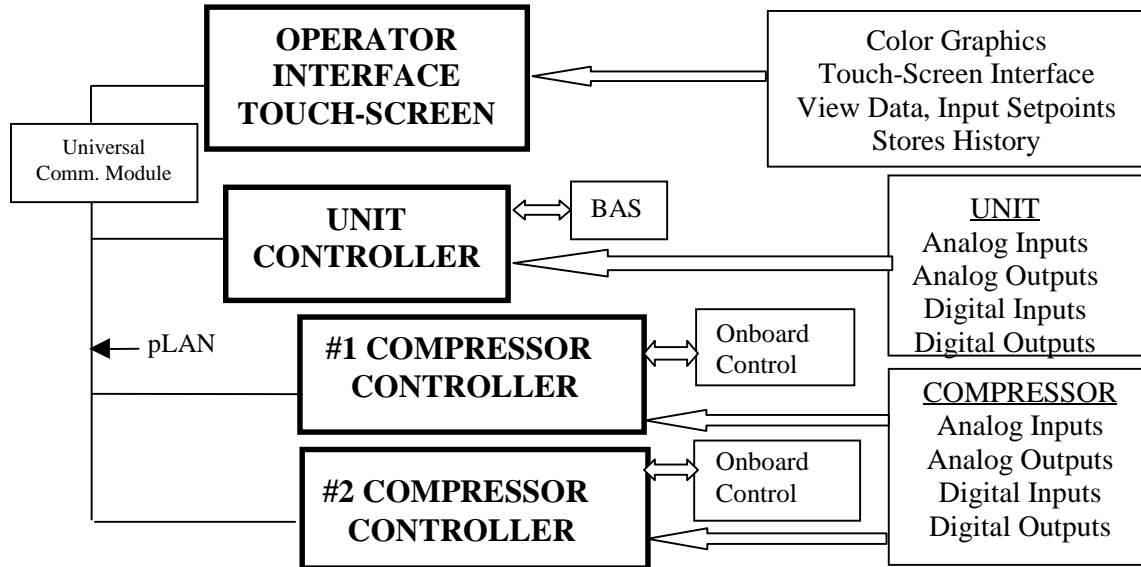 OPERATOR
INTERFACE
TOUCH-SCREEN
Color Graphics
Touch-Screen Interface
View Data, Input Setpoints
Stores History
Universal
Comm. Module
UNIT
CONTROLLER
BAS
UNIT
Analog Inputs
Analog Outputs
Digital Inputs
Digital Outputs
pLAN
#1 COMPRESSOR
CONTROLLER
Onboard
Control
COMPRESSOR
Analog Inputs
Analog Outputs
Digital Inputs
Digital Outputs
#2 COMPRESSOR
CONTROLLER
Onboard
Control